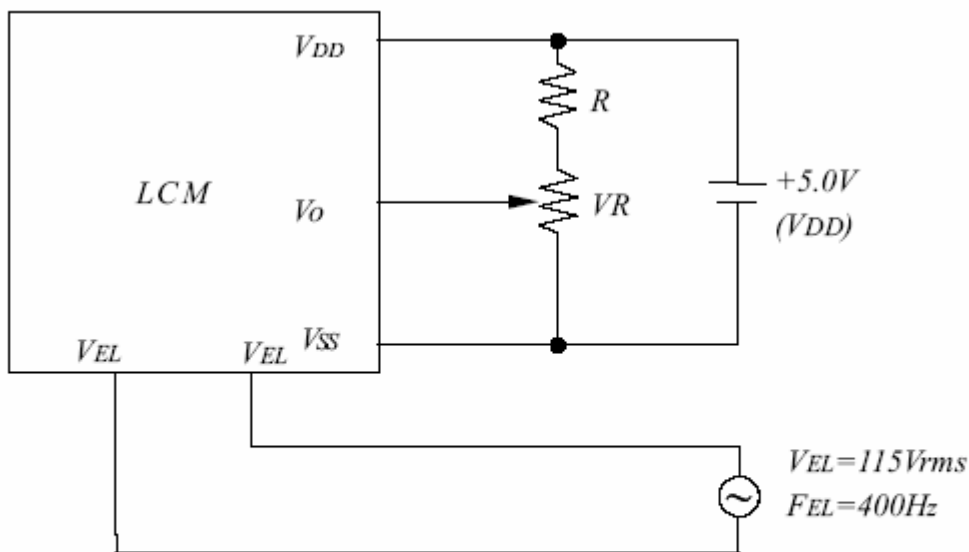 VDD
R
LCM
+5.0V
VO
VR
(VDD)
VEL
VEL
VSS
VEL=115Vrms
FEL=400Hz